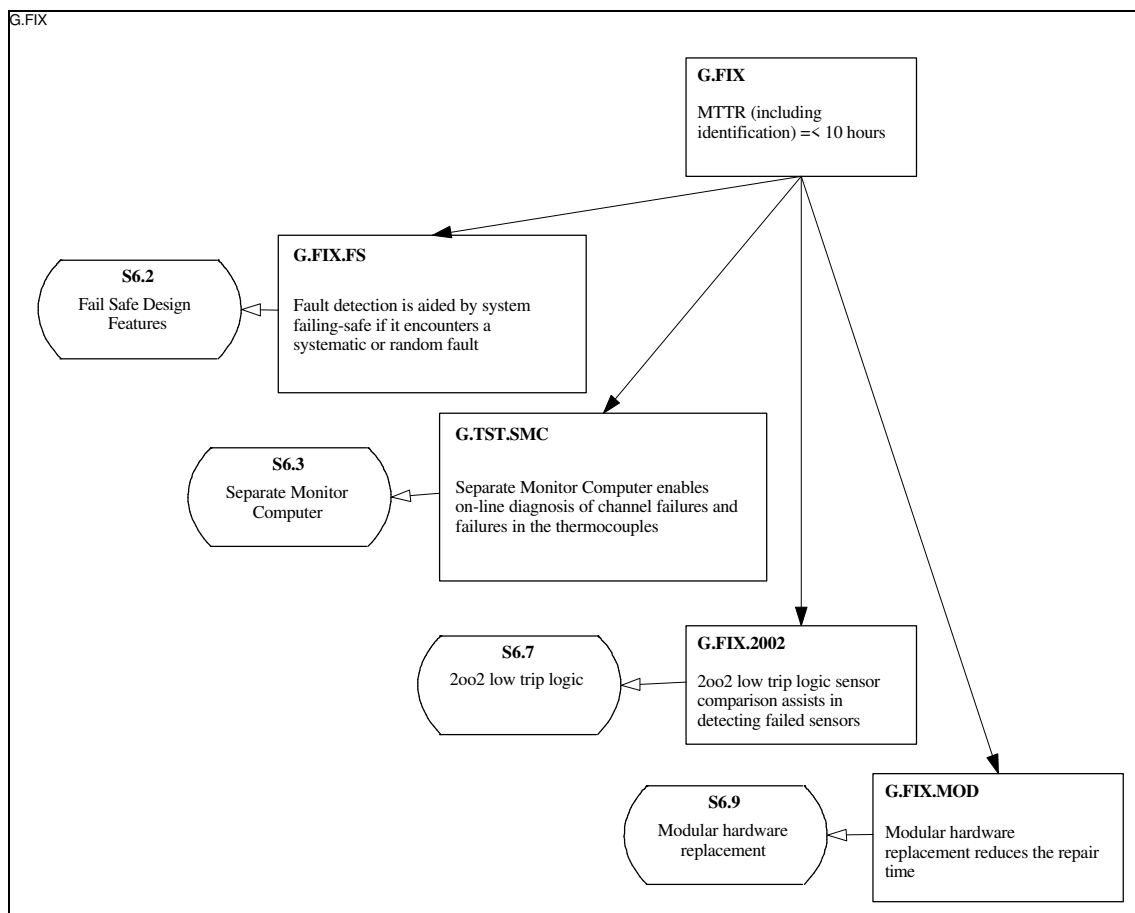 G.FIX
G.FIX
MTTR (including
identification) =< 10 hours
G.FIX.FS
Fault detection is aided by system
failing-safe if it encounters a
systematic or random fault
S6.2
Fail Safe Design
Features
G.TST.SMC
Separate Monitor Computer enables
on-line diagnosis of channel failures and
failures in the thermocouples
S6.3
Separate Monitor
Computer
G.FIX.2002
2oo2 low trip logic sensor
comparison assists in
detecting failed sensors
S6.7
2oo2 low trip logic
G.FIX.MOD
Modular hardware
replacement reduces the repair
time
S6.9
Modular hardware
replacement